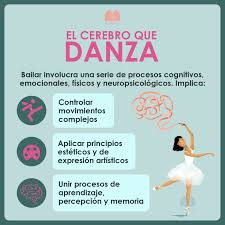 EL CEREBRO QUE
DANZA
Bailar involucra una serie de procesos cognitivos,
emocionales, físicos y neuropsicológicos. Implica:
Controlar
movimientos
complejos
Aplicar principios
estéticos y de
expresión artísticos
Unir procesos de
aprendizaje,
percepción y memoria